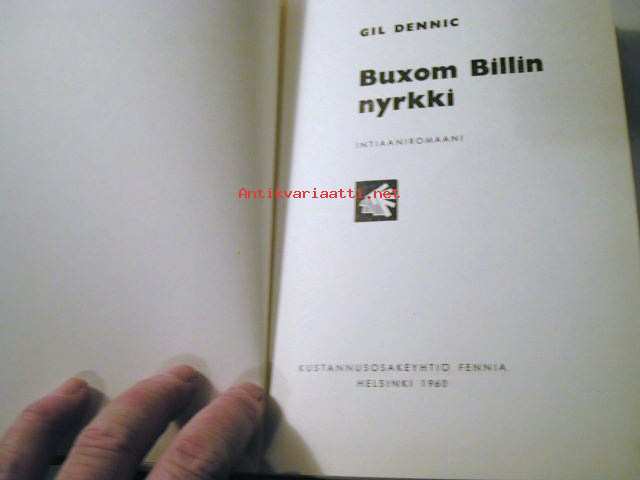 GIL DENNIC
Buxom Billin
nyrkki
INTIAANIROMAANI
Antikvariaatti.net
KUSTANNUSOSAKEYHTIÖ FENNIA
HELSINKI 1960